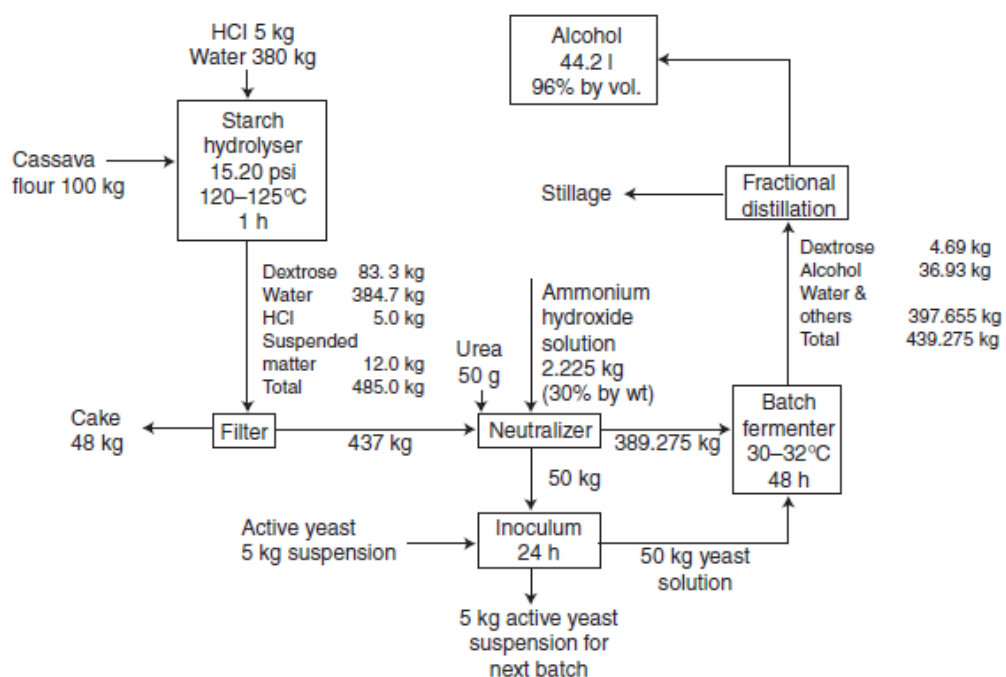 HCl 5 kg
Water 380 kg
Alcohol
44.2 l
96% by vol.
Starch
hydrolyser
15.20 psi
120–125°C
1 h
Cassava
flour 100 kg
Stillage
Fractional
distillation
Dextrose 83. 3 kg
Water 384.7 kg
HCl 5.0 kg
Suspended
matter 12.0 kg
Total 485.0 kg
Ammonium
hydroxide
solution
2.225 kg
(30% by wt)
Dextrose 4.69 kg
Alcohol 36.93 kg
Water &
others 397.655 kg
Total 439.275 kg
Urea
50 g
Cake
48 kg
Filter
437 kg
Neutralizer
389.275 kg
Batch
fermenter
30–32°C
48 h
50 kg
Active yeast
5 kg suspension
Inoculum
24 h
50 kg yeast
solution
5 kg active yeast
suspension for
next batch